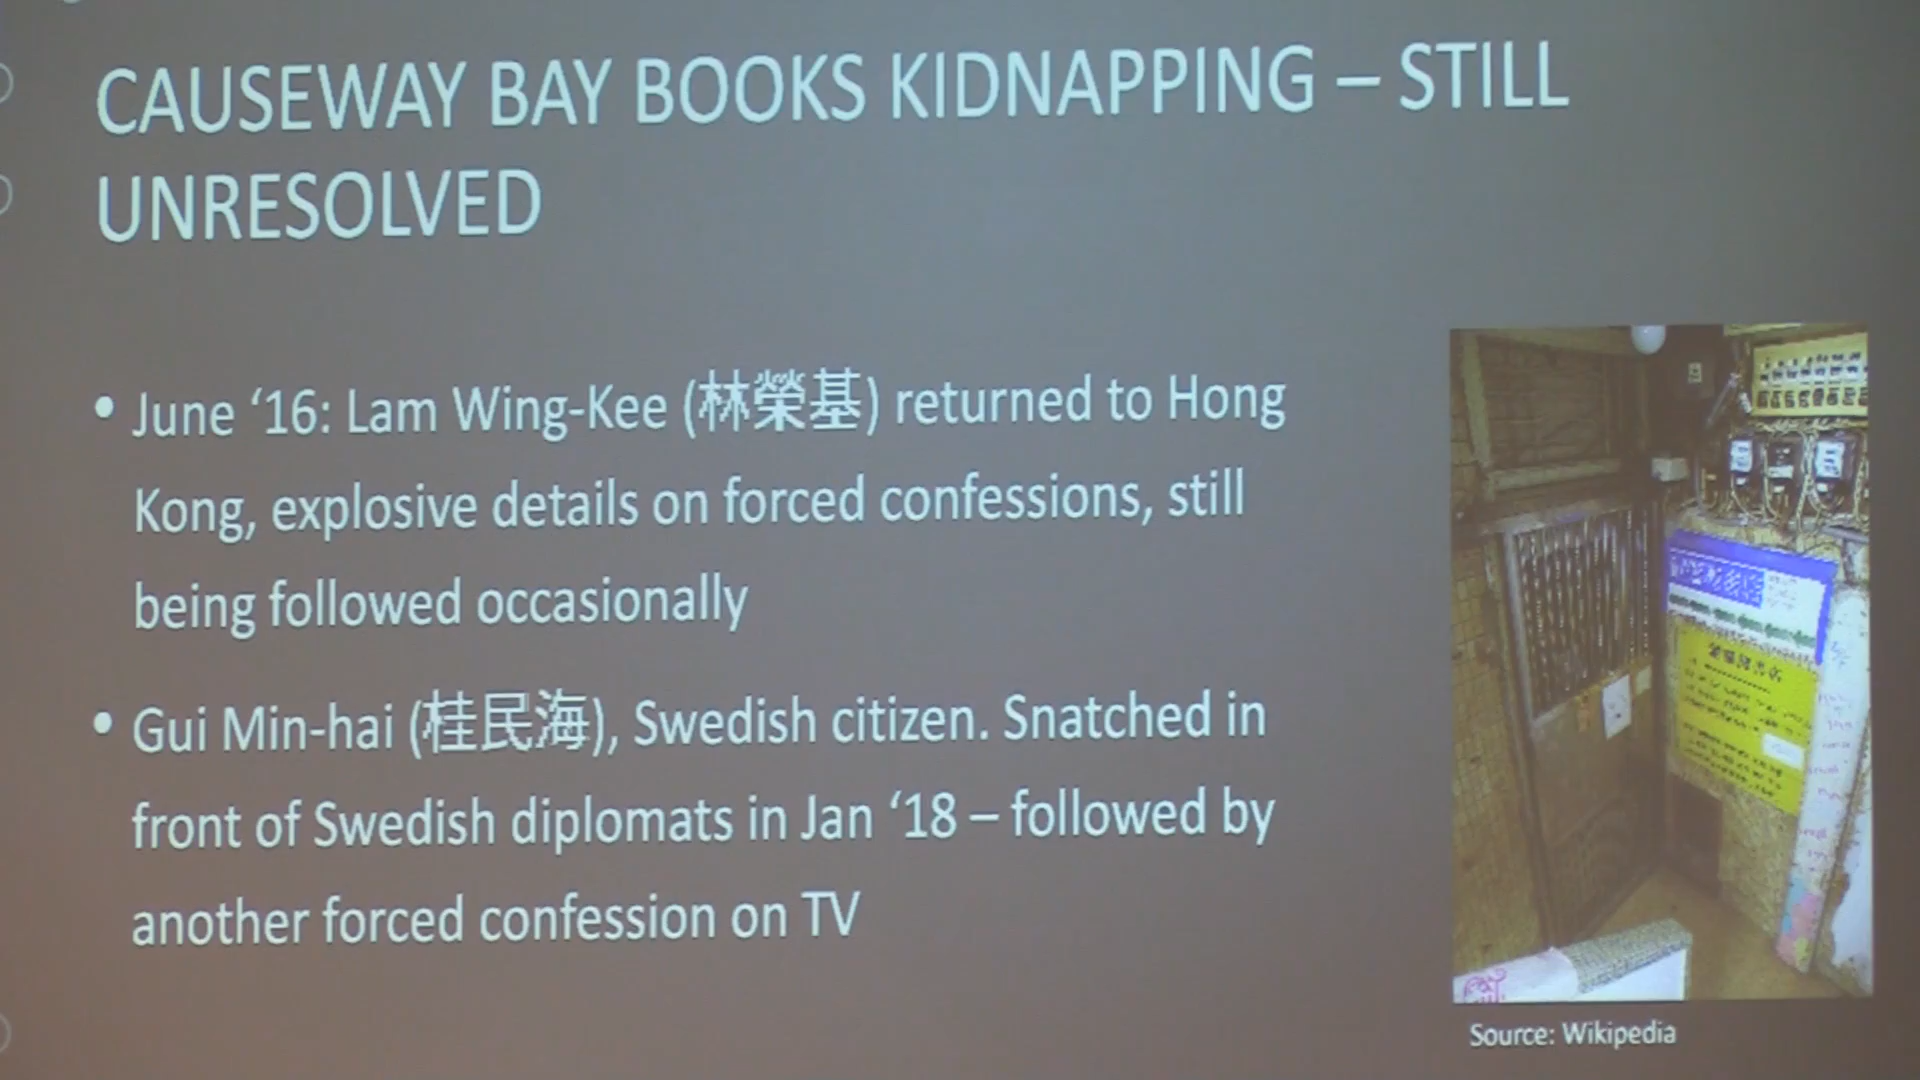 CAUSEWAY BAY BOOKS KIDNAPPING – STILL
UNRESOLVED
• June ‘16: Lam Wing-Kee (林榮基) returned to Hong
Kong, explosive details on forced confessions, still
being followed occasionally
• Gui Min-hai (桂民海), Swedish citizen. Snatched in
front of Swedish diplomats in Jan ‘18 – followed by
another forced confession on TV
Source: Wikipedia